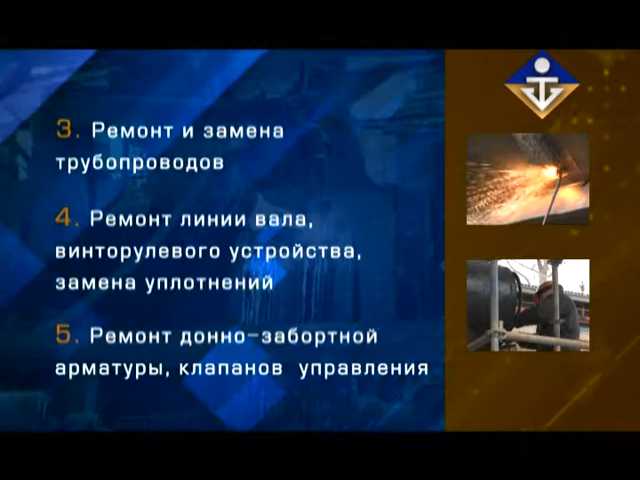 3. Ремонт и замена
трубопроводов
4. Ремонт линии вала,
винторулевого устройства,
замена уплотнений
5. Ремонт донно-забортной
арматуры, клапанов управления